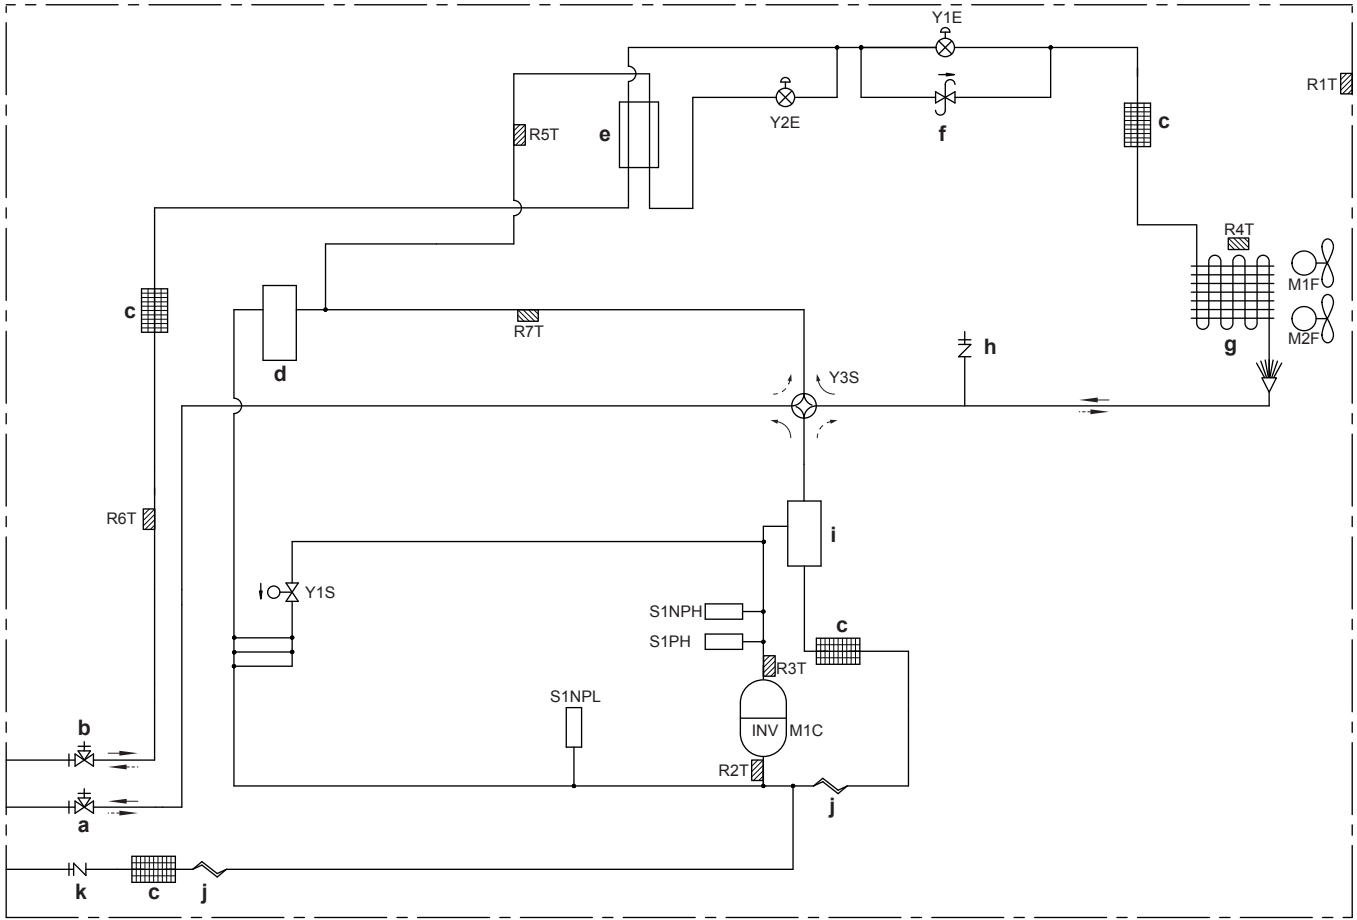 Y1E
R1T
Y2E
f
c
R5T
e
R4T
M1F
M2F
g
c
R7T
d
h
Y3S
R6T
i
Y1S
S1NPH
S1PH
c
R3T
S1NPL
INV
M1C
b
R2T
a
j
k
c
j